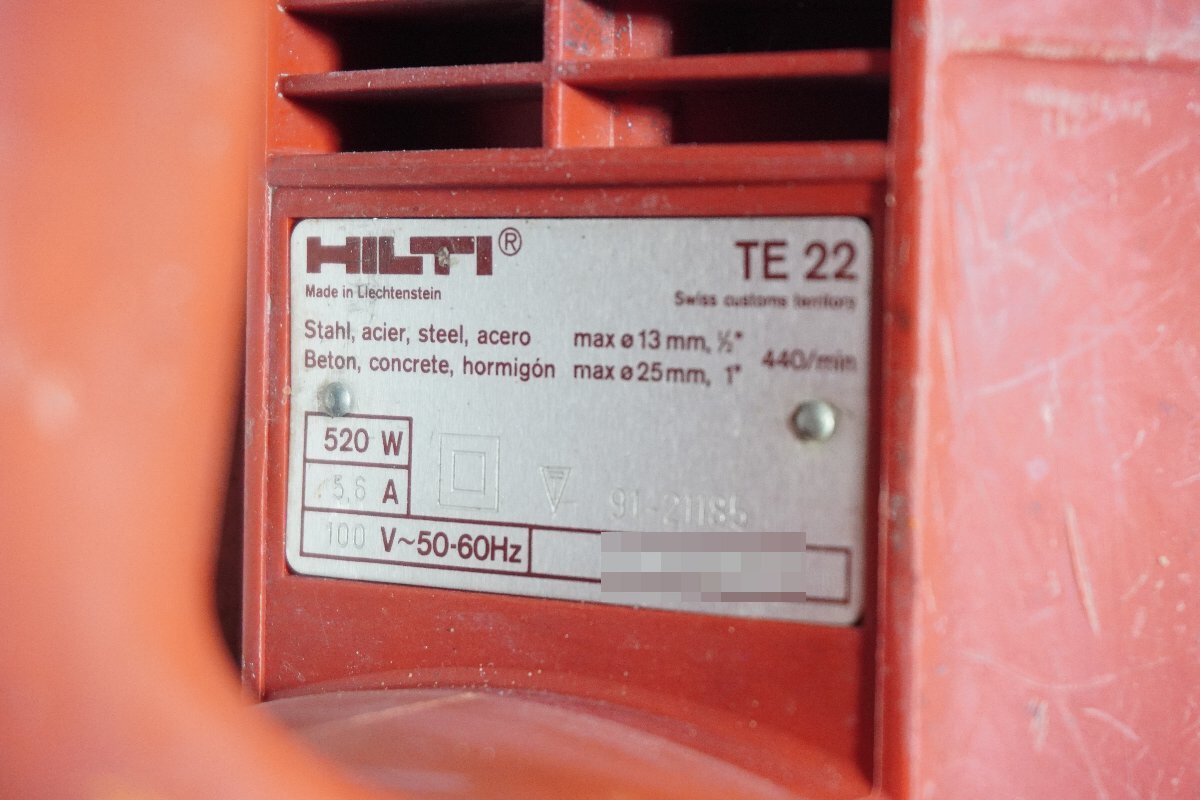 HILTI®
TE 22
Made in Liechtenstein
Swiss customs territory
Stahl, acier, steel, acero max ø 13 mm, ½"
Beton, concrete, hormigón max ø 25 mm, 1"
440/min
520 W
5,6 A
91-21185
100 V~50-60Hz